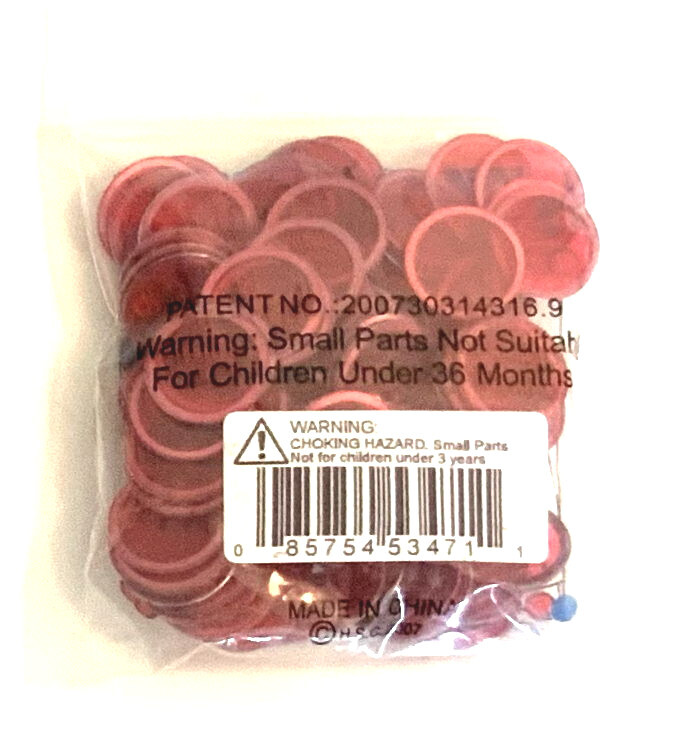 PATENT NO.:200730314316.9
Warning: Small Parts Not Suitab
For Children Under 36 Months
WARNING:
CHOKING HAZARD. Small Parts
Not for children under 3 years
0 85754 53471 1
MADE IN CHINA
© H.S.C. 2007